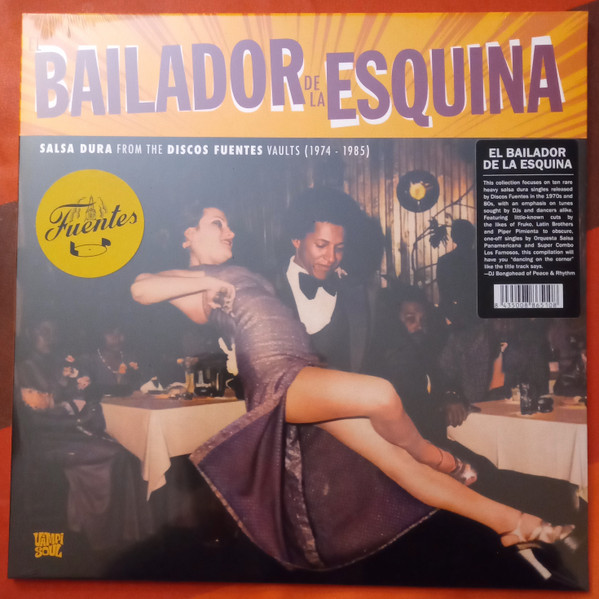 BAILADOR DE LA ESQUINA
SALSA DURA FROM THE DISCOS FUENTES VAULTS (1974 - 1985)
Fuentes
EL BAILADOR
DE LA ESQUINA
This collection focuses on ten rare
heavy salsa dura singles released
by Discos Fuentes in the 1970s and
80s, with an emphasis on tunes
sought by DJs and dancers alike.
Featuring little-known cuts by
the likes of Fruko, Latin Brothers
and Piper Pimienta to obscure,
one-off singles by Orquesta Salsa
Panamericana and Super Combo
Los Famosos, this compilation will
have you 'dancing on the corner'
like the title track says.
—DJ Bongohead of Peace & Rhythm
8 435008 865108
VAMPI
SOUL